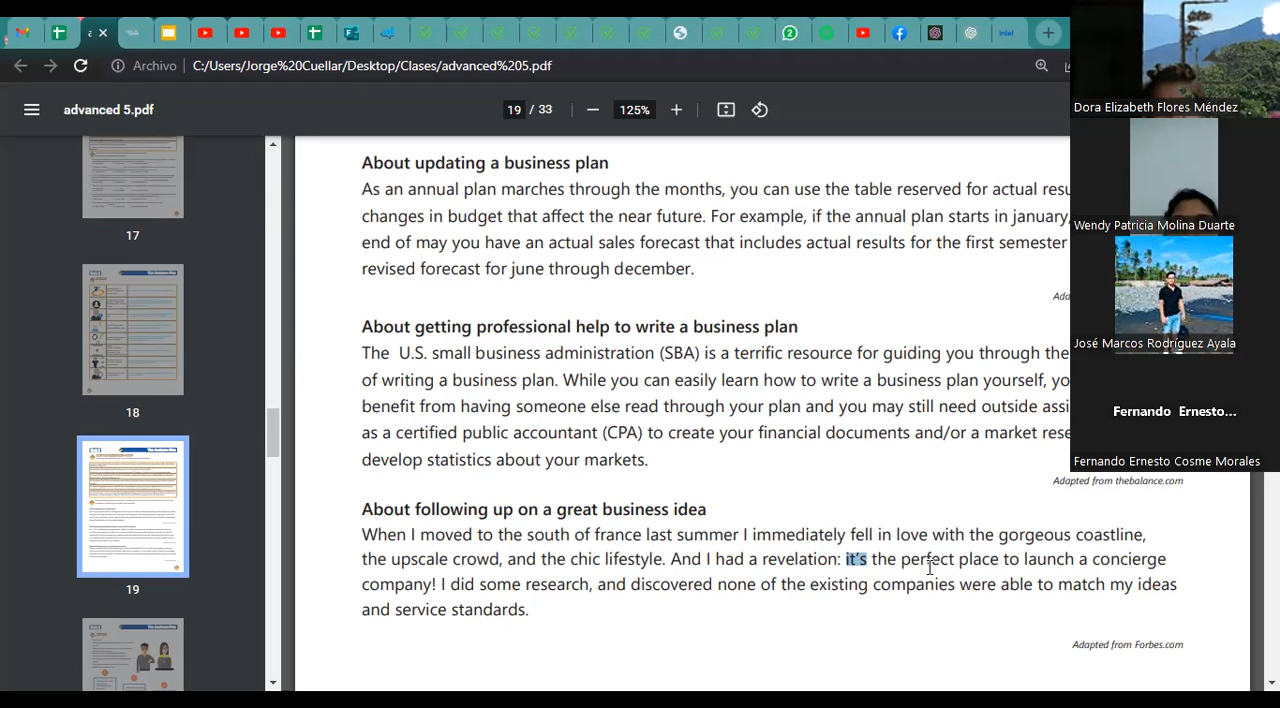 Archivo
C:/Users/Jorge%20Cuellar/Desktop/Clases/advanced%205.pdf
advanced 5.pdf
19 / 33
125%
17
18
19
About updating a business plan
As an annual plan marches through the months, you can use the table reserved for actual resu
changes in budget that affect the near future. For example, if the annual plan starts in january,
end of may you have an actual sales forecast that includes actual results for the first semester
revised forecast for june through december.
Ada
About getting professional help to write a business plan
The U.S. small business administration (SBA) is a terrific resource for guiding you through the
of writing a business plan. While you can easily learn how to write a business plan yourself, yo
benefit from having someone else read through your plan and you may still need outside assi
as a certified public accountant (CPA) to create your financial documents and/or a market rese
develop statistics about your markets.
Adapted from thebalance.com
About following up on a great business idea
When I moved to the south of france last summer I immediately fell in love with the gorgeous coastline,
the upscale crowd, and the chic lifestyle. And I had a revelation: it's the perfect place to launch a concierge
company! I did some research, and discovered none of the existing companies were able to match my ideas
and service standards.
Adapted from Forbes.com
Dora Elizabeth Flores Méndez
Wendy Patricia Molina Duarte
José Marcos Rodríguez Ayala
Fernando Ernesto...
Fernando Ernesto Cosme Morales